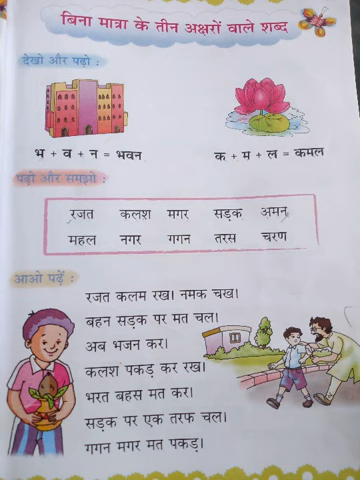 बिना मात्रा के तीन अक्षरों वाले शब्द
देखो और पढ़ो :
भ + व + न = भवन
क + म + ल = कमल
पढ़ो और समझो :
रजत कलश मगर सड़क अमन
महल नगर गगन तरस चरण
आओ पढ़ें :
रजत कलम रख। नमक चख।
बहन सड़क पर मत चल।
अब भजन कर।
कलश पकड़ कर रख।
भरत बहस मत कर।
सड़क पर एक तरफ चल।
गगन मगर मत पकड़।